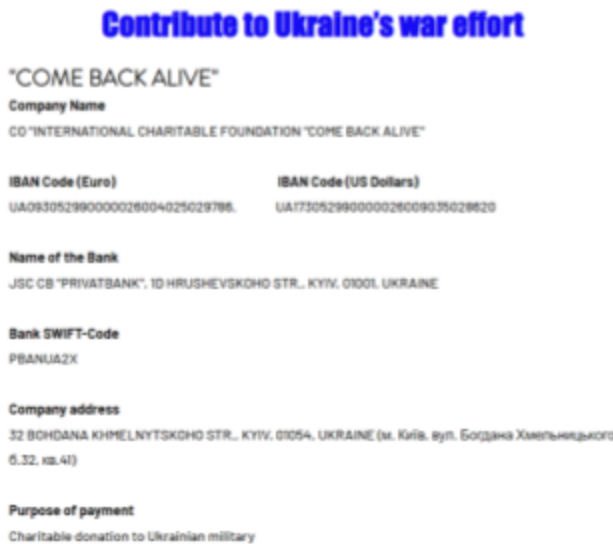 Contribute to Ukraine's war effort
"COME BACK ALIVE"
Company Name
CO "INTERNATIONAL CHARITABLE FOUNDATION "COME BACK ALIVE"
IBAN Code (Euro) IBAN Code (US Dollars)
UA093052990000026004025029786, UA173052990000026009035028620
Name of the Bank
JSC CB "PRIVATBANK", 1D HRUSHEVSKOHO STR., KYIV, 01001, UKRAINE
Bank SWIFT-Code
PBANUA2X
Company address
32 BOHDANA KHMELNYTSKOHO STR., KYIV, 01054, UKRAINE (м. Київ, вул. Богдана Хмельницького
б.32, кв.41)
Purpose of payment
Charitable donation to Ukrainian military